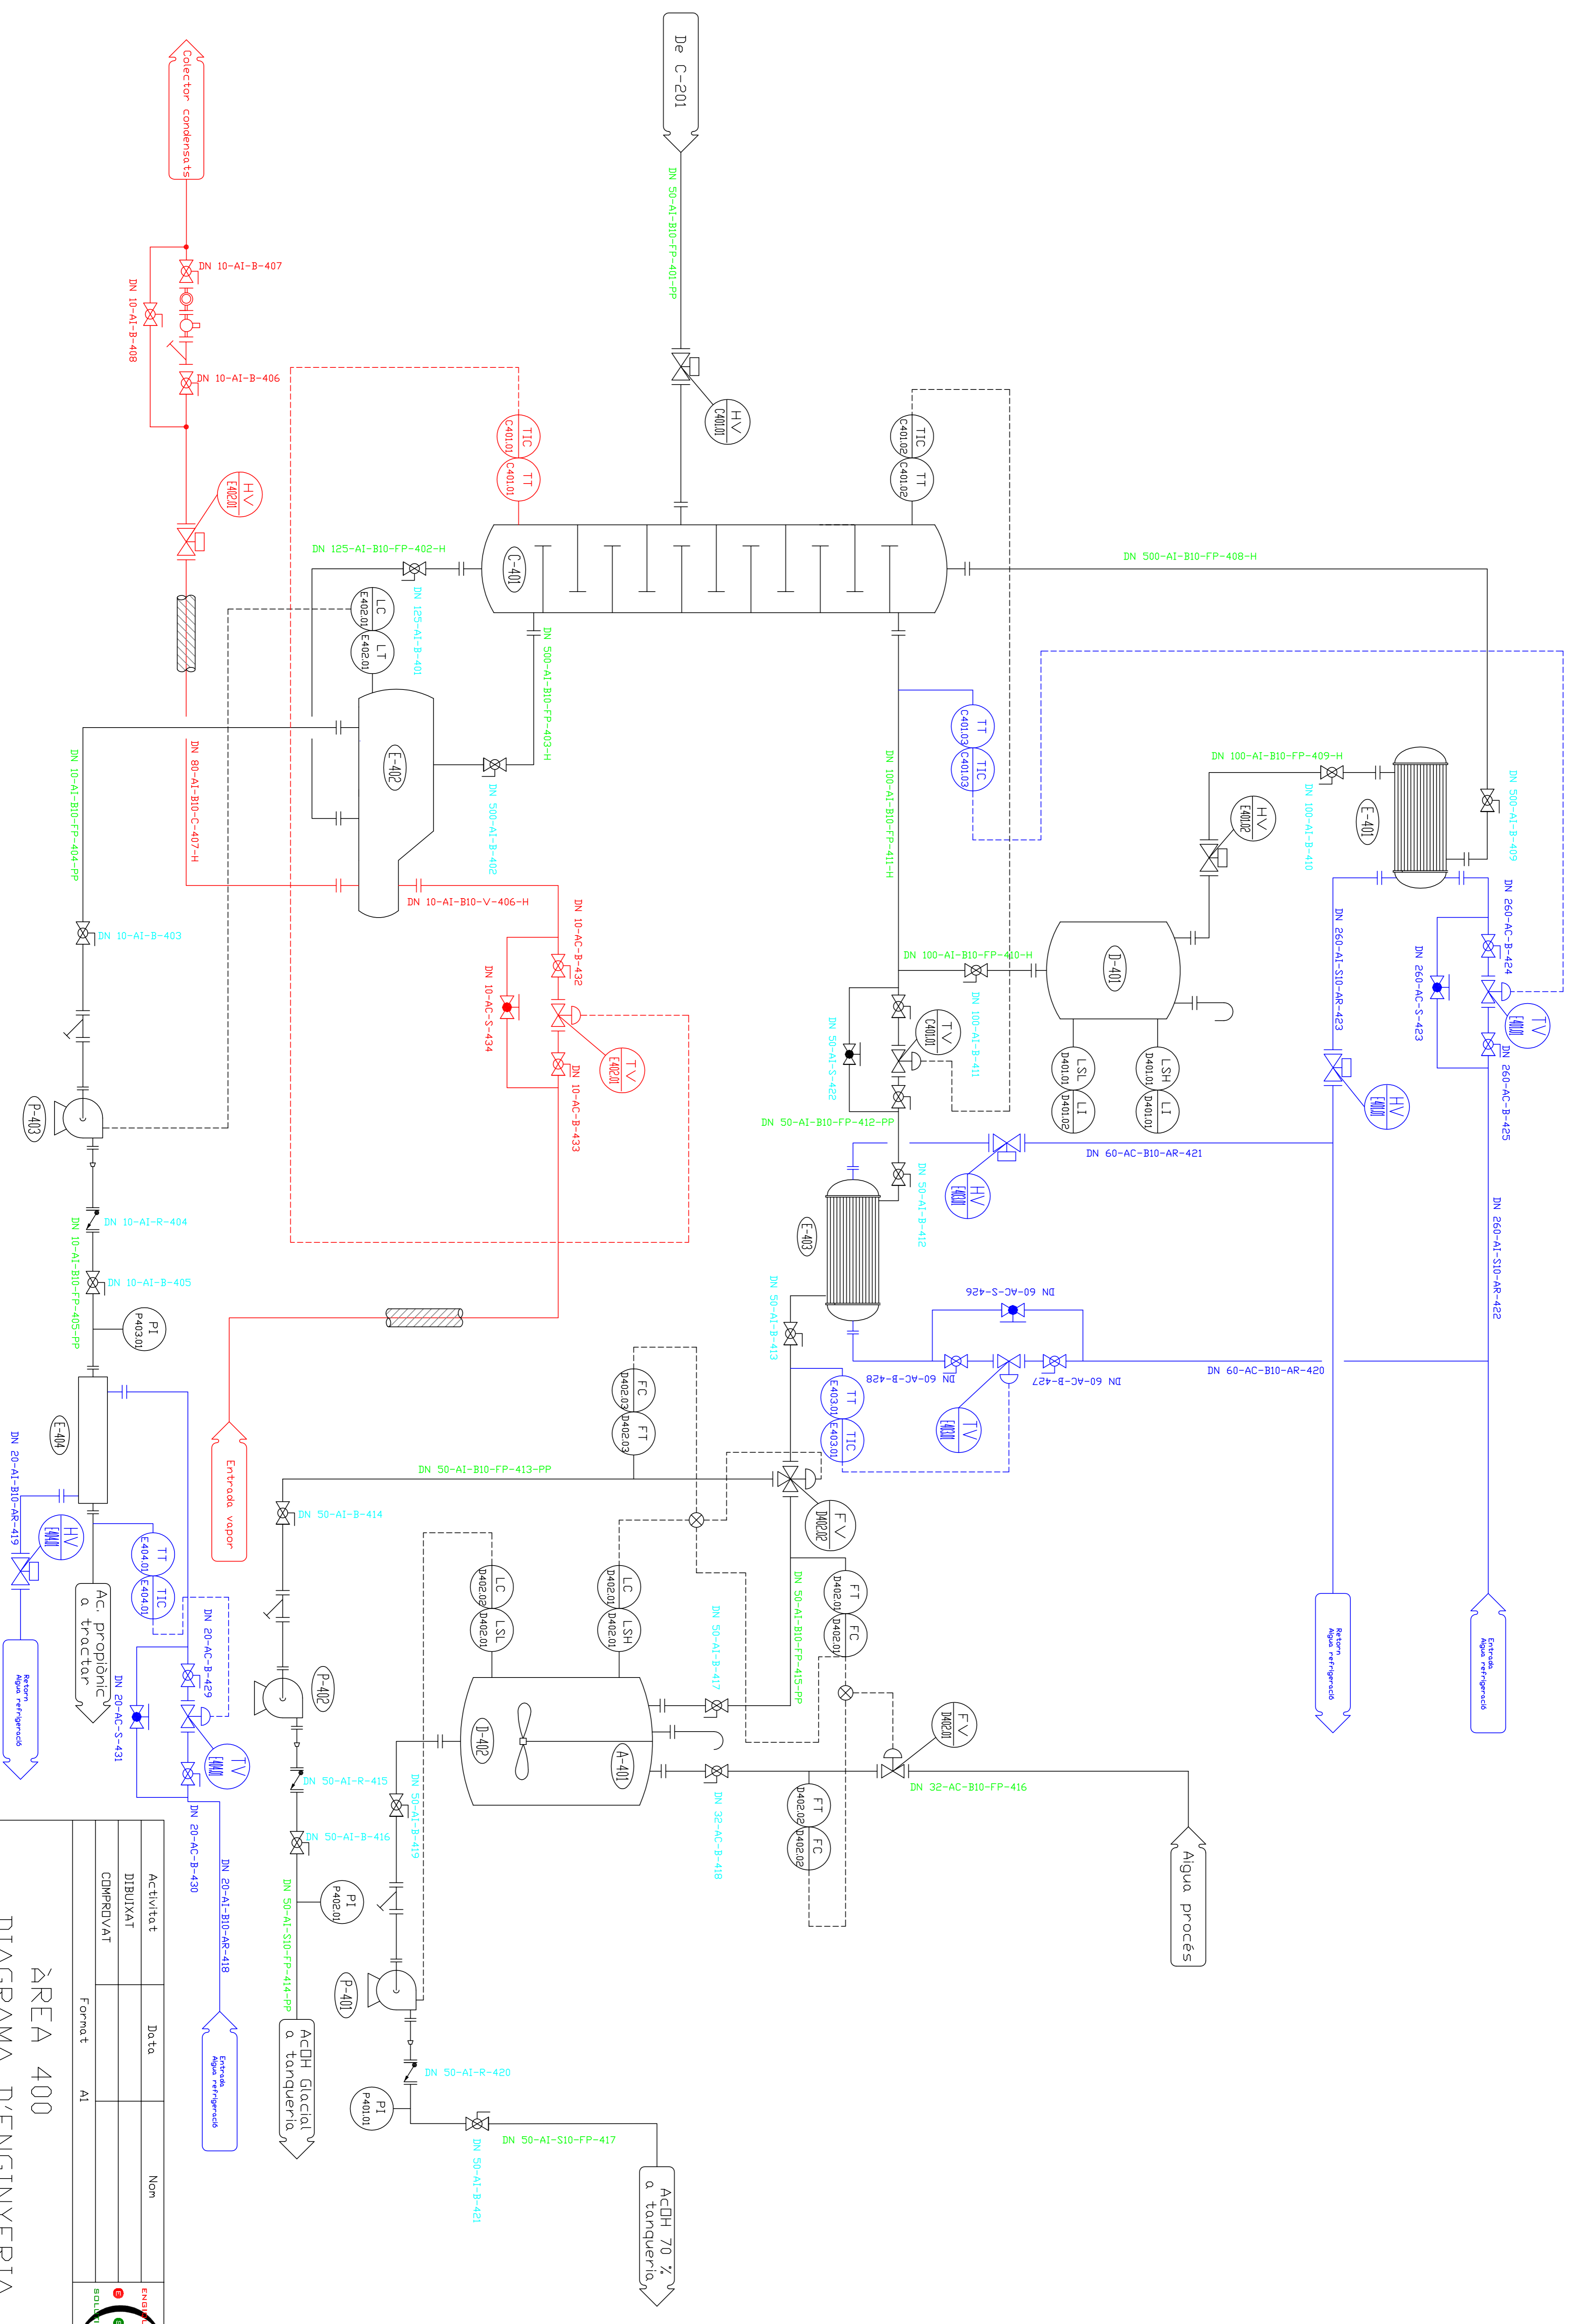 De C-201
Colector condensats
DN 50-AI-B10-FP-401-PP
HV
C401.01
DN 10-AI-B-407
DN 10-AI-B-408
DN 10-AI-B-406
HV
E402.01
TIC
C401.01
TT
C401.01
TIC
C401.02
TT
C401.02
C-401
DN 125-AI-B10-FP-402-H
DN 125-AI-B-401
LC
E402.01
LT
E402.01
DN 500-AI-B10-FP-403-H
DN 500-AI-B-402
E-402
DN 500-AI-B10-FP-408-H
DN 500-AI-B-409
E-401
DN 100-AI-B10-FP-409-H
DN 100-AI-B-410
HV
E401.02
TT
C401.03
TIC
C401.03
DN 100-AI-B10-FP-411-H
DN 10-AI-B10-FP-404-PP
DN 80-AI-B10-C-407-H
DN 10-AI-B10-V-406-H
DN 10-AI-B-403
DN 10-AC-B-432
DN 10-AC-S-434
TV
E402.01
DN 10-AC-B-433
DN 100-AI-B10-FP-410-H
DN 100-AI-B-411
D-401
LSL
D401.01
LI
D401.02
LSH
D401.01
LI
D401.01
TV
C401.01
DN 50-AI-S-422
DN 50-AI-B10-FP-412-PP
DN 50-AI-B-412
DN 260-AI-S10-AR-423
DN 260-AC-B-424
DN 260-AC-S-423
TV
E401.01
DN 260-AC-B-425
HV
E401.01
DN 60-AC-B10-AR-421
HV
E403.01
DN 260-AI-S10-AR-422
E-403
DN 50-AI-B-413
DN 60-AC-S-426
DN 60-AC-B-428
DN 60-AC-B-427
DN 60-AC-B10-AR-420
TV
E403.01
TT
E403.01
TIC
E403.01
P-403
DN 10-AI-R-404
DN 10-AI-B10-FP-405-PP
DN 10-AI-B-405
PI
P403.01
E-404
DN 20-AI-B10-AR-419
HV
E404.01
Entrada vapor
TT
E404.01
TIC
E404.01
Ac. propiònic
a tractar
Retorn
Aigua refrigeració
DN 20-AC-B-429
DN 20-AC-S-431
TV
E404.01
DN 20-AC-B-430
DN 20-AI-B10-AR-418
Entrada
Aigua refrigeració
FC
D402.03
FT
D402.03
DN 50-AI-B10-FP-413-PP
DN 50-AI-B-414
FV
D402.02
LC
D402.02
LSL
D402.01
LC
D402.01
LSH
D402.01
DN 50-AI-B10-FP-415-PP
DN 50-AI-B-417
FT
D402.01
FC
D402.01
Retorn
Aigua refrigeració
Entrada
Aigua refrigeració
P-402
DN 50-AI-R-415
DN 50-AI-B-416
DN 50-AI-B-419
D-402
A-401
DN 32-AC-B-418
FV
D402.01
DN 32-AC-B10-FP-416
FT
D402.02
FC
D402.02
Aigua procés
PI
P402.01
DN 50-AI-S10-FP-414-PP
P-401
AcOH Glacial
a tanqueria
DN 50-AI-R-420
PI
P401.01
DN 50-AI-S10-FP-417
DN 50-AI-B-421
AcOH 70 %
a tanqueria
Activitat
Data
Nom
DIBUIXAT
COMPROVAT
Format
A1
ÀREA 400
DIAGRAMA D'ENGINYERIA